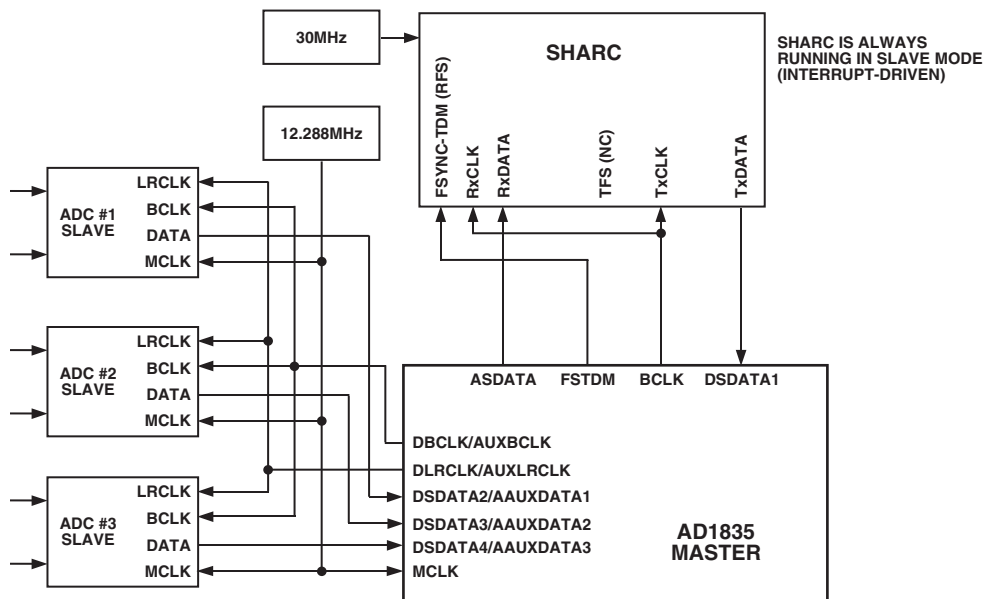 30MHz
SHARC
SHARC IS ALWAYS
RUNNING IN SLAVE MODE
(INTERRUPT-DRIVEN)
12.288MHz
FSYNC-TDM (RFS)
RxCLK
RxDATA
TFS (NC)
TxCLK
TxDATA
ADC #1
SLAVE
LRCLK
BCLK
DATA
MCLK
ADC #2
SLAVE
LRCLK
BCLK
DATA
MCLK
ADC #3
SLAVE
LRCLK
BCLK
DATA
MCLK
ASDATA
FSTDM
BCLK
DSDATA1
DBCLK/AUXBCLK
DLRCLK/AUXLRCLK
DSDATA2/AAUXDATA1
DSDATA3/AAUXDATA2
DSDATA4/AAUXDATA3
MCLK
AD1835
MASTER